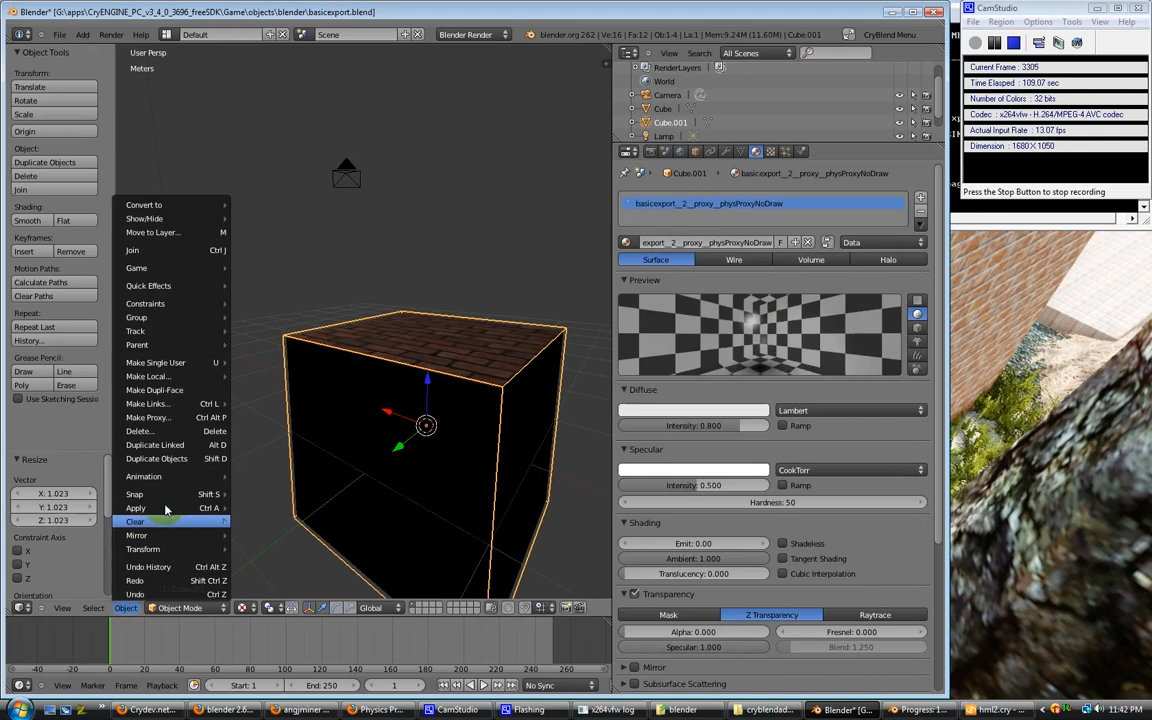 Blender* [G:\apps\CryENGINE_PC_v3_4_0_3696_freeSDK\Game\objects\blender\basicexport.blend]
File Add Render Help Default Scene Blender Render blender.org 262 | Ve:16 | Fa:12 | Ob:4-1 | La:1 | Mem:9.24M (11.60M) | Cube.001 CryBlend Menu
Object Tools
Transform:
Translate
Rotate
Scale
Origin
Object:
Duplicate Objects
Delete
Join
Shading:
Smooth Flat
Keyframes:
Insert Remove
Motion Paths:
Calculate Paths
Clear Paths
Repeat:
Repeat Last
History...
Grease Pencil:
Draw Line
Poly Erase
Use Sketching Sessio
Resize
Vector
X: 1.023
Y: 1.023
Z: 1.023
Constraint Axis
X
Y
Z
Orientation
User Persp
Meters
Convert to
Show/Hide
Move to Layer... M
Join Ctrl J
Game
Quick Effects
Constraints
Group
Track
Parent
Make Single User U
Make Local...
Make Dupli-Face
Make Links... Ctrl L
Make Proxy... Ctrl Alt P
Delete... Delete
Duplicate Linked Alt D
Duplicate Objects Shift D
Animation
Snap Shift S
Apply Ctrl A
Clear
Mirror
Transform
Undo History Ctrl Alt Z
Redo Shift Ctrl Z
Undo Ctrl Z
View Select Object Object Mode Global
-40 -20 0 20 40 60 80 100 120 140 160 180 200 220 240 260
View Marker Frame Playback Start: 1 End: 250 1 No Sync
View Search All Scenes
RenderLayers
World
Camera
Cube
Cube.001
Lamp
Cube.001 basicexport__2__proxy__physProxyNoDraw
basicexport__2__proxy__physProxyNoDraw
export__2__proxy__physProxyNoDraw F Data
Surface Wire Volume Halo
Preview
Diffuse
Lambert
Intensity: 0.800 Ramp
Specular
CookTorr
Intensity: 0.500 Ramp
Hardness: 50
Shading
Emit: 0.00 Shadeless
Ambient: 1.000 Tangent Shading
Translucency: 0.000 Cubic Interpolation
Transparency
Mask Z Transparency Raytrace
Alpha: 0.000 Fresnel: 0.000
Specular: 1.000 Blend: 1.250
Mirror
Subsurface Scattering
CamStudio
File Region Options Tools View Help
Current Frame : 3305
Time Elasped : 109.07 sec
Number of Colors : 32 bits
Codec : x264vfw - H.264/MPEG-4 AVC codec
Actual Input Rate : 13.07 fps
Dimension : 1680X1050
Press the Stop Button to stop recording
Crydev.net... blender 2.6... angjminer ... Physics Pr... CamStudio Flashing x264vfw log blender cryblendad... Blender* [G... Progress: 1... hml2.cry - ... 11:42 PM